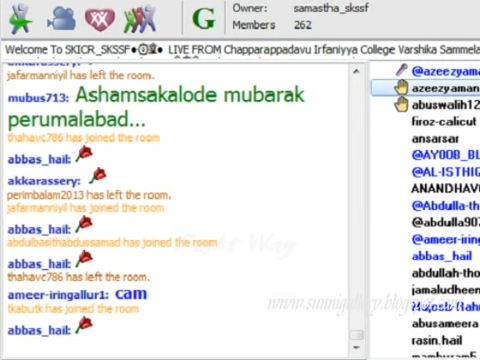 G
Owner: samastha_skssf
Members 262
Welcome To SKICR_SKSSF LIVE FROM Chapparappadavu Irfaniyya College Varshika Sammela
akkarassery:
jafarmanniyil has left the room.
mubus713: Ashamsakalode mubarak
perumalabad...
thahavc786 has joined the room
abbas_hail:
akkarassery:
perimbalam2013 has left the room.
jafarmanniyil has joined the room
abbas_hail:
abdulbasithabdussamad has joined the room
abbas_hail:
thahavc786 has left the room.
ameer-iringallur1: cam
tkabutk has joined the room
abbas_hail:
@azeezyama
azeezyaman
abuswalih12
firoz-calicut
ansarsar
@AYOOB_BL
@AL-ISTHIQ
ANDHAVO
@Abdulla-th
@abdulla907
@ameer-iring
abbas_hail
abdullah-tho
jamaludheen
abusameera
rasin.hail
Right Way
www.sunnigallery.blogspot.com